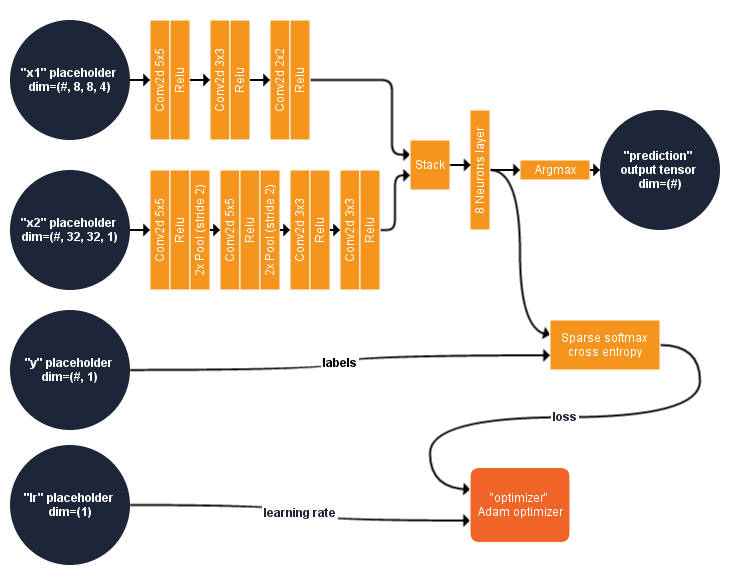 "x1" placeholder
dim=(#, 8, 8, 4)
Conv2d 5x5
Relu
Conv2d 3x3
Relu
Conv2d 2x2
Relu
"x2" placeholder
dim=(#, 32, 32, 1)
Conv2d 5x5
Relu
2x Pool (stride 2)
Conv2d 5x5
Relu
2x Pool (stride 2)
Conv2d 3x3
Relu
Conv2d 3x3
Relu
Stack
8 Neurons layer
Argmax
"prediction"
output tensor
dim=(#)
"y" placeholder
dim=(#, 1)
labels
Sparse softmax
cross entropy
loss
"lr" placeholder
dim=(1)
learning rate
"optimizer"
Adam optimizer